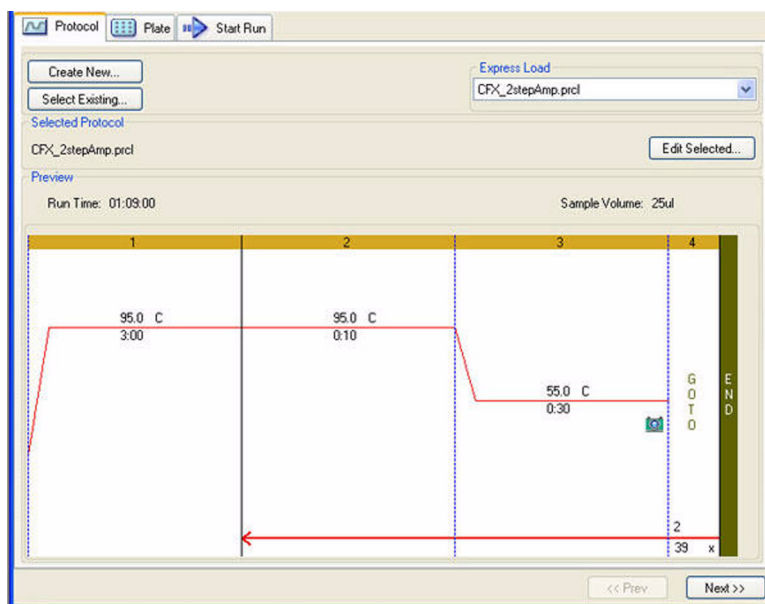 Protocol Plate Start Run
Create New...
Express Load
CFX_2stepAmp.prcl
Select Existing...
Selected Protocol
CFX_2stepAmp.prcl Edit Selected...
Preview
Run Time: 01:09:00 Sample Volume: 25ul
1 2 3 4
95.0 C 95.0 C
3:00 0:10
55.0 C
0:30
GOTO
END
2
39 x
<< Prev Next >>